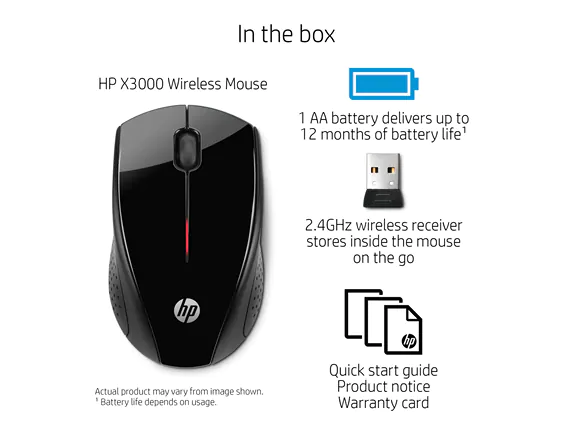 In the box
HP X3000 Wireless Mouse
hp
Actual product may vary from image shown.
¹ Battery life depends on usage.
1 AA battery delivers up to
12 months of battery life¹
2.4GHz wireless receiver
stores inside the mouse
on the go
hp
Quick start guide
Product notice
Warranty card